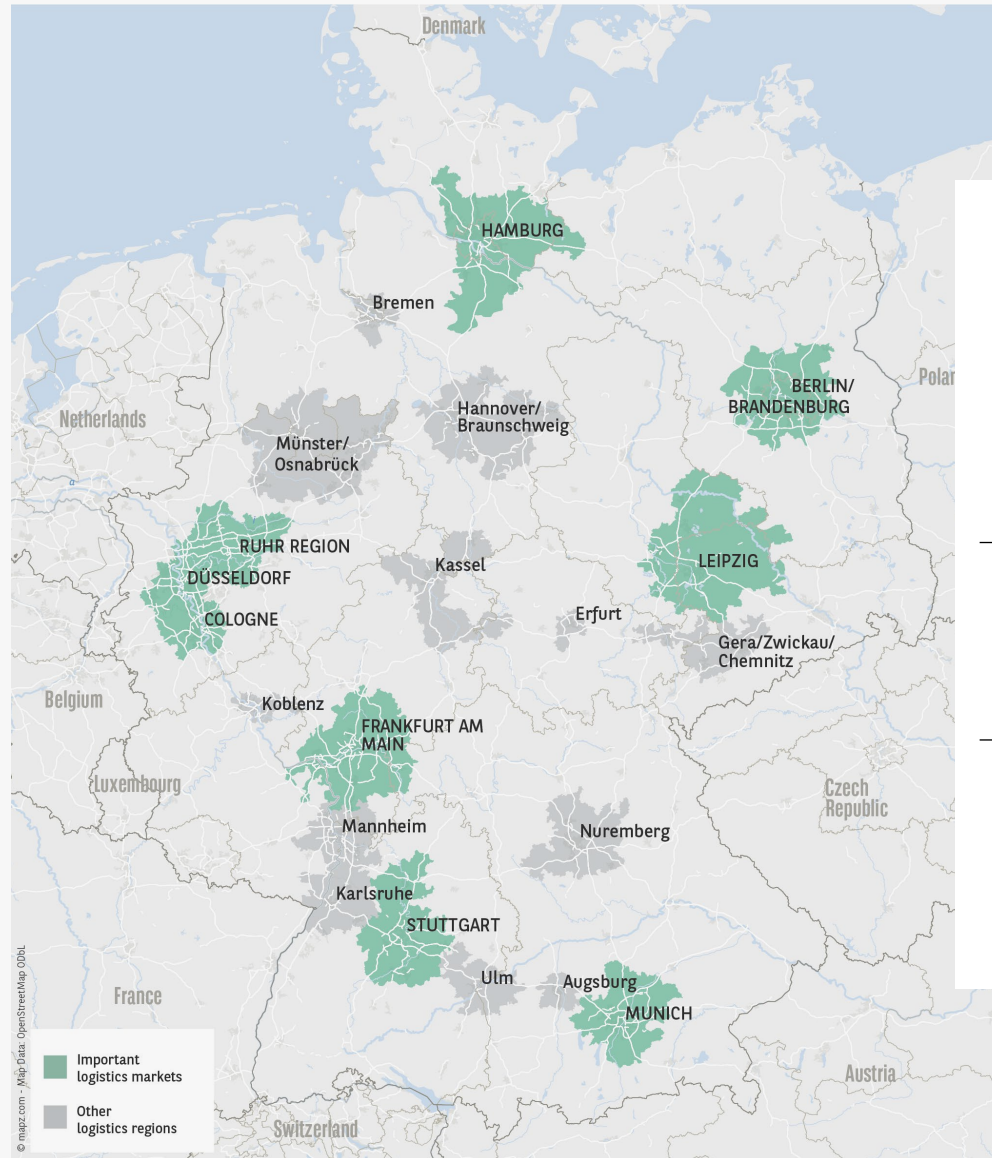 Denmark
HAMBURG
Bremen
BERLIN/
BRANDENBURG
Polar
Netherlands
Hannover/
Braunschweig
Münster/
Osnabrück
RUHR REGION
DÜSSELDORF
COLOGNE
Kassel
LEIPZIG
Erfurt
Gera/Zwickau/
Chemnitz
Belgium
Koblenz
FRANKFURT AM
MAIN
Luxembourg
Czech
Republic
Mannheim
Nuremberg
Karlsruhe
STUTTGART
Ulm
Augsburg
MUNICH
France
Austria
Switzerland
Important
logistics markets
Other
logistics regions
© mapz.com - Map Data: OpenStreetMap ODbL